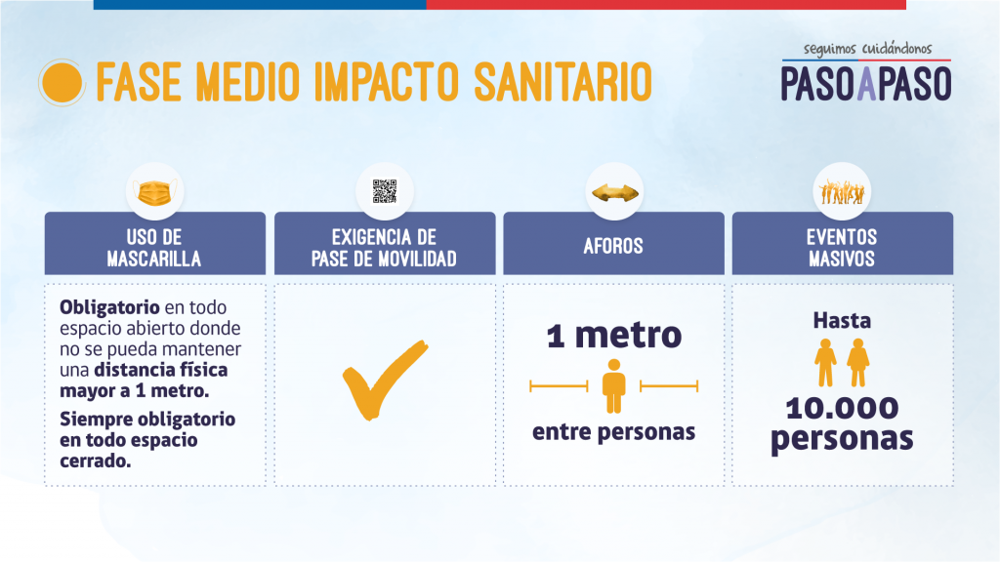 seguimos cuidándonos
PASOAPASO
FASE MEDIO IMPACTO SANITARIO
USO DE
MASCARILLA
Obligatorio en todo
espacio abierto donde
no se pueda mantener
una distancia física
mayor a 1 metro.
Siempre obligatorio
en todo espacio
cerrado.
EXIGENCIA DE
PASE DE MOVILIDAD
AFOROS
1 metro
entre personas
EVENTOS
MASIVOS
Hasta
10.000
personas